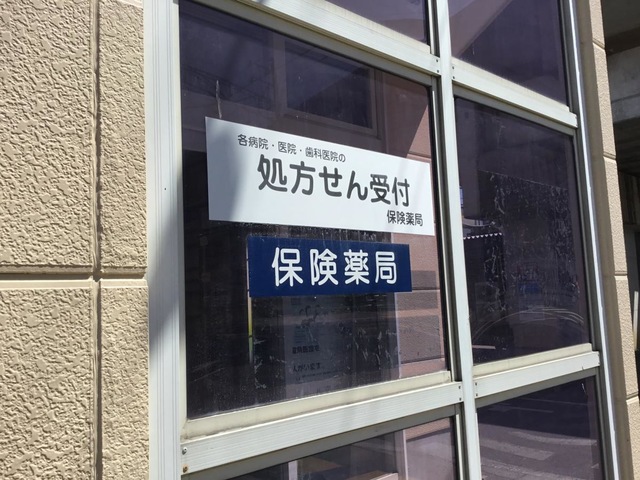 各病院・医院・歯科医院の
処方せん受付
保険薬局
保険薬局